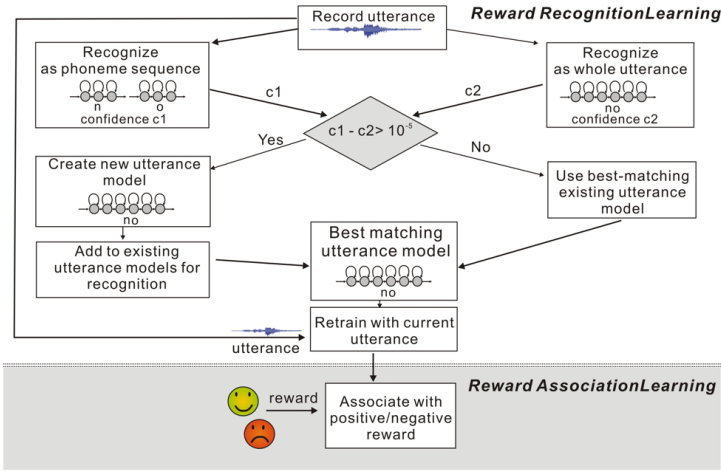 Record utterance
Reward RecognitionLearning
Recognize
as phoneme sequence
n o
confidence c1
Recognize
as whole utterance
no
confidence c2
c1
c2
c1 - c2> 10⁻⁵
Yes
No
Create new utterance
model
no
Use best-matching
existing utterance
model
Add to existing
utterance models for
recognition
Best matching
utterance model
no
Retrain with current
utterance
utterance
Reward AssociationLearning
reward
Associate with
positive/negative
reward